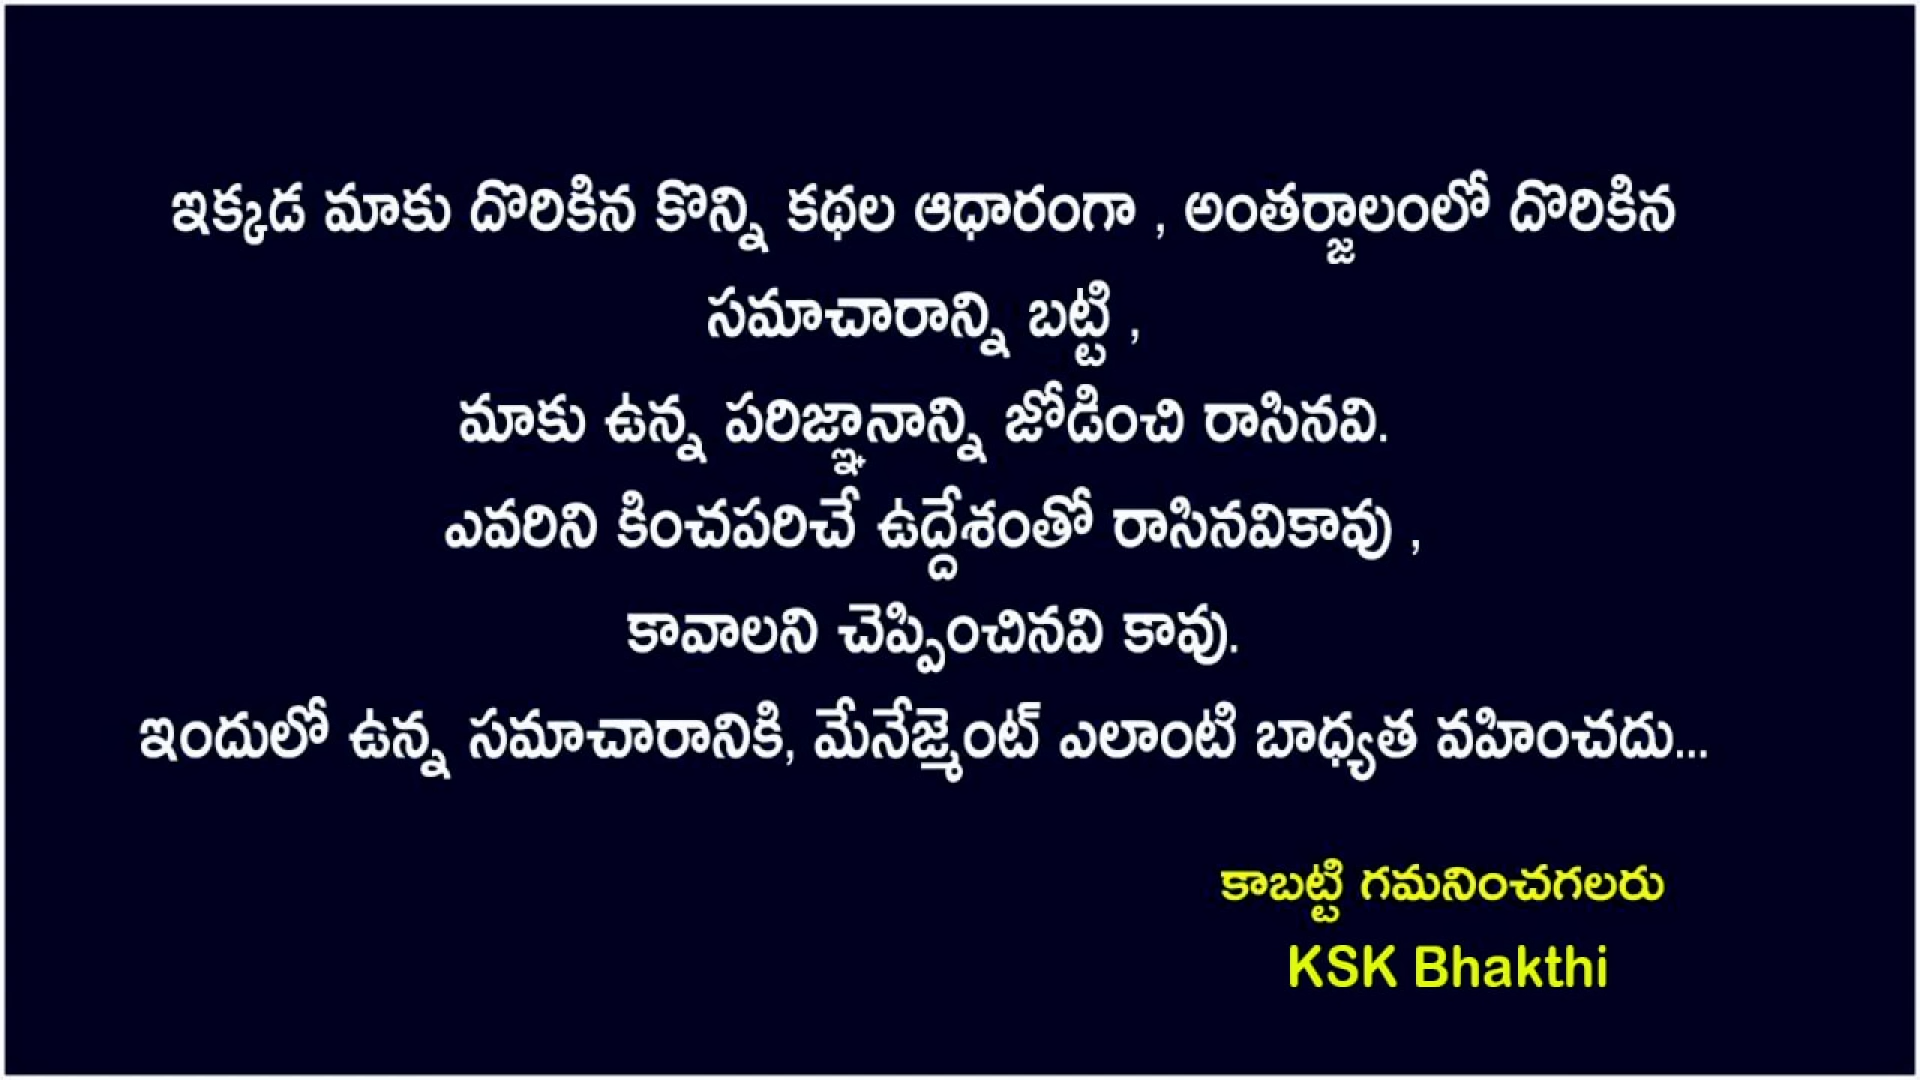 ఇక్కడ మాకు దొరికిన కొన్ని కథల ఆధారంగా , అంతర్జాలంలో దొరికిన
సమాచారాన్ని బట్టి ,
మాకు ఉన్న పరిజ్ఞానాన్ని జోడించి రాసినవి.
ఎవరిని కించపరిచే ఉద్దేశంతో రాసినవికావు ,
కావాలని చెప్పించినవి కావు.
ఇందులో ఉన్న సమాచారానికి, మేనేజ్మెంట్ ఎలాంటి బాధ్యత వహించదు...
కాబట్టి గమనించగలరు
KSK Bhakthi